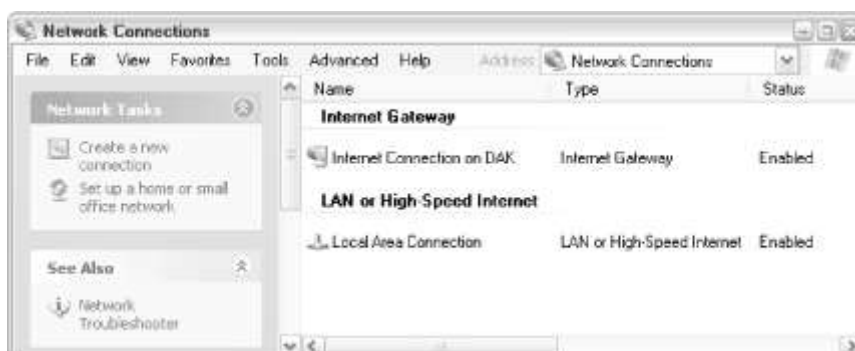 Network Connections
File Edit View Favorites Tools Advanced Help Address Network Connections
Name Type Status
Network Tasks
Create a new
connection
Set up a home or small
office network
See Also
Network
Troubleshooter
Internet Gateway
Internet Connection on DAK Internet Gateway Enabled
LAN or High-Speed Internet
Local Area Connection LAN or High-Speed Internet Enabled